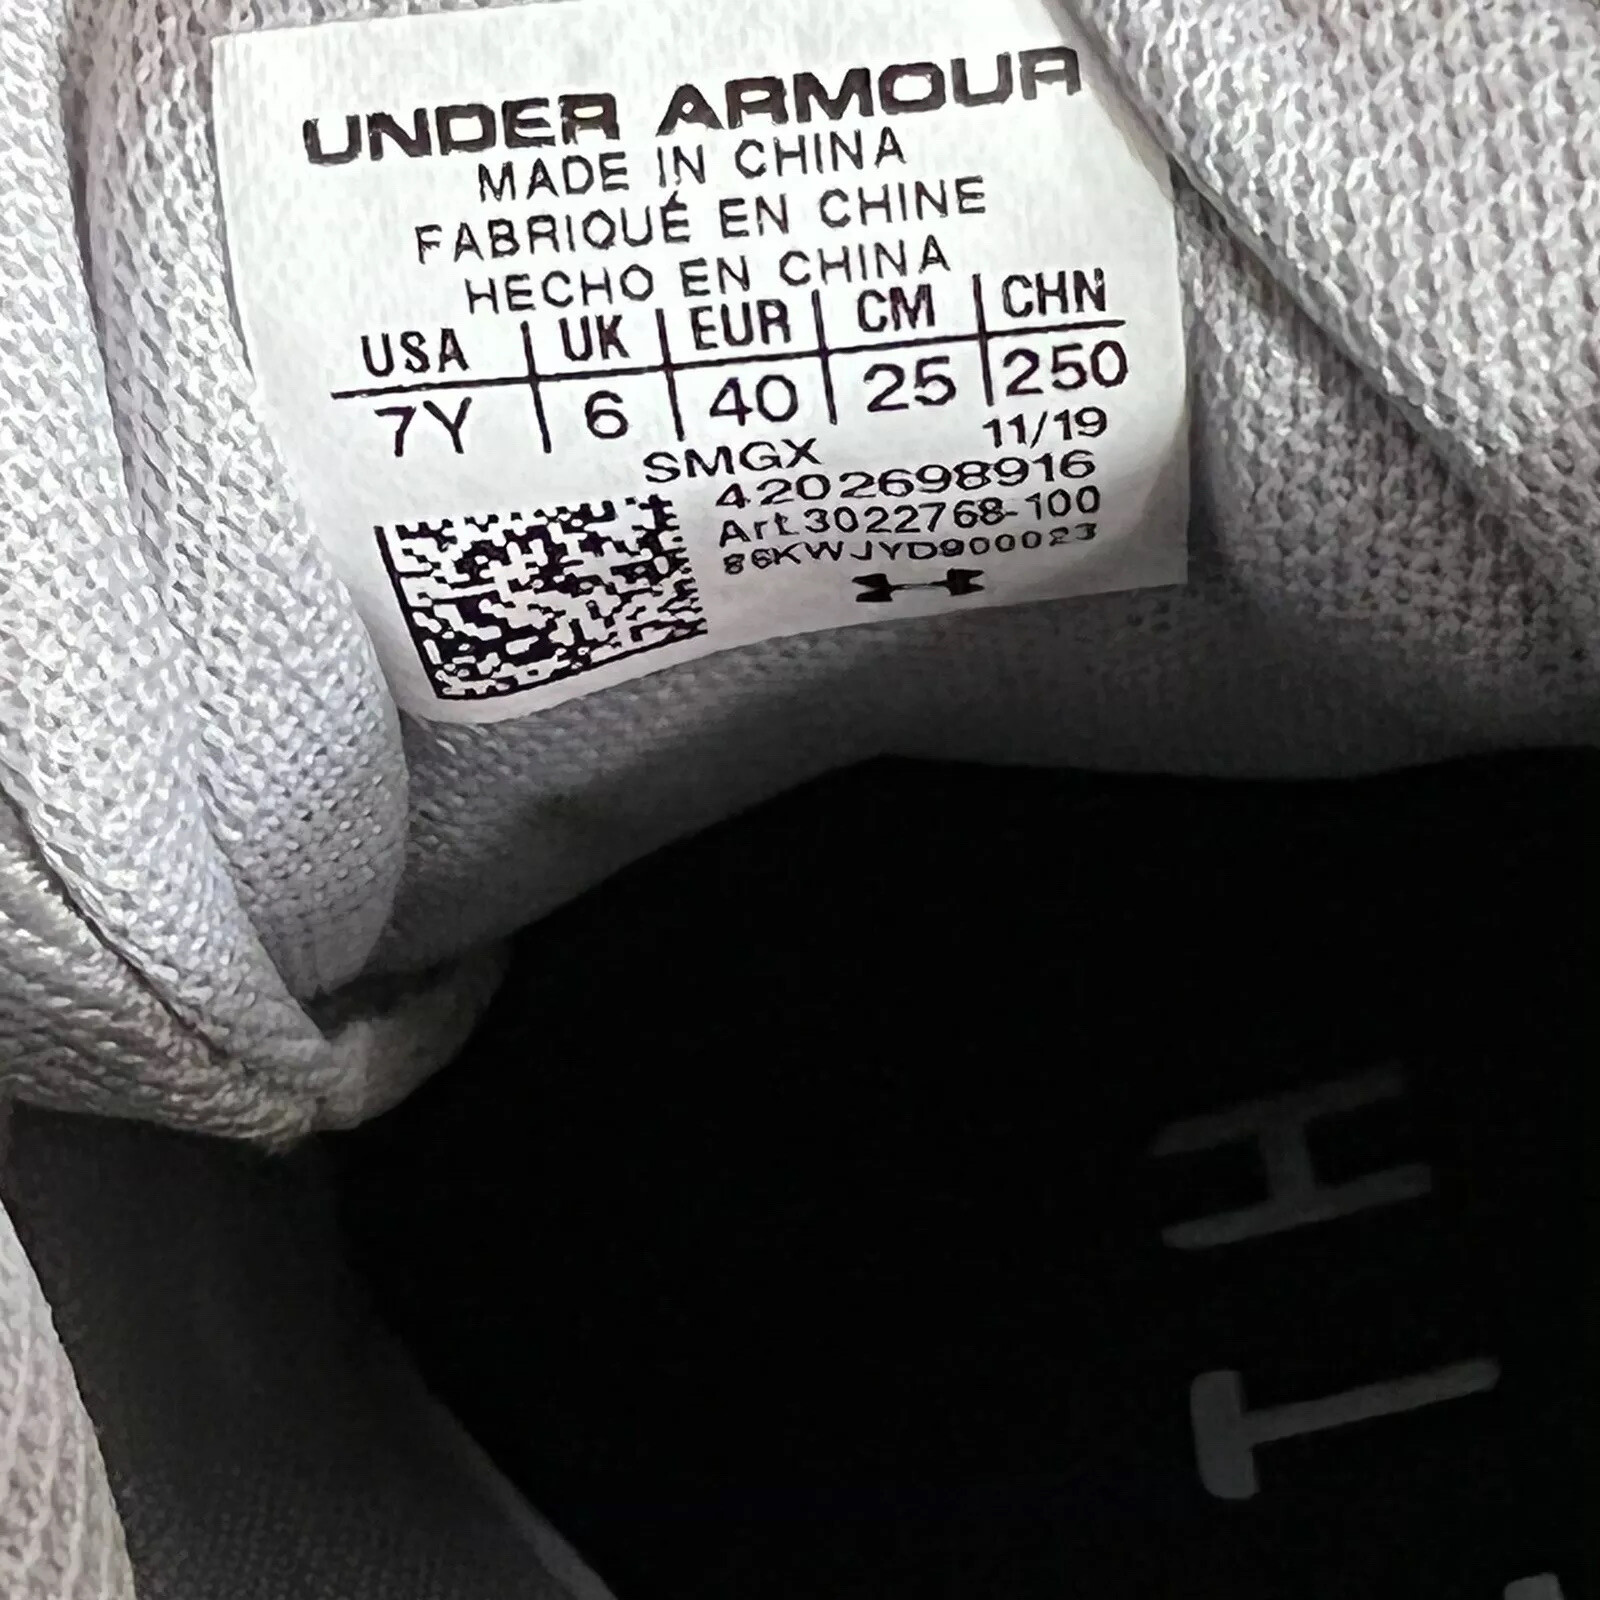 UNDER ARMOUR
MADE IN CHINA
FABRIQUÉ EN CHINE
HECHO EN CHINA
USA | UK | EUR | CM | CHN
7Y | 6 | 40 | 25 | 250
SMGX 11/19
4202698916
Art.3022768-100
86KWJYD900023
H
T